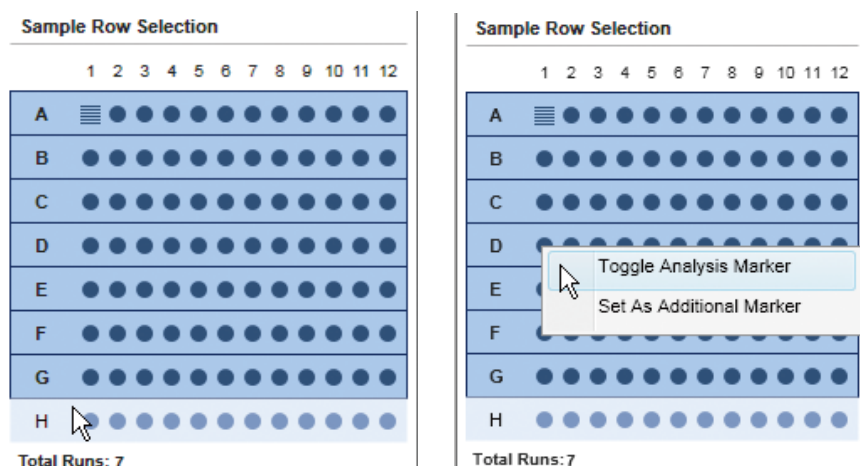 Sample Row Selection
1 2 3 4 5 6 7 8 9 10 11 12
A
B
C
D
E
F
G
H
Total Runs: 7
Sample Row Selection
1 2 3 4 5 6 7 8 9 10 11 12
A
B
C
D
Toggle Analysis Marker
E
Set As Additional Marker
F
G
H
Total Runs: 7